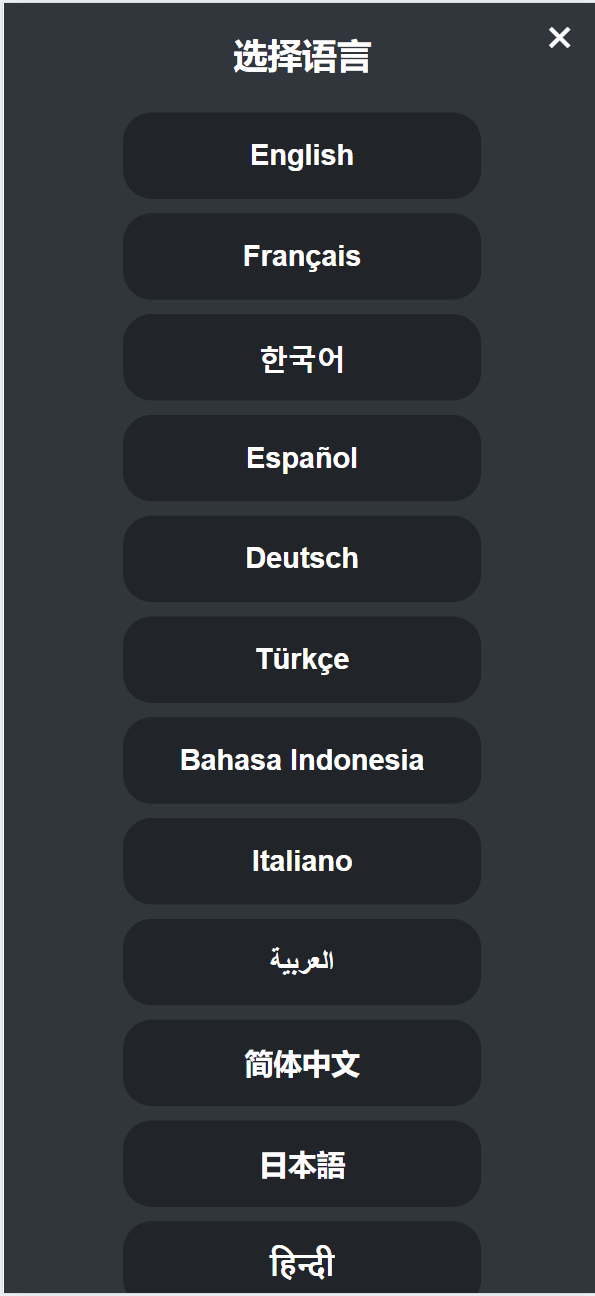 选择语言
English
Français
한국어
Español
Deutsch
Türkçe
Bahasa Indonesia
Italiano
العربية
简体中文
日本語
हिन्दी